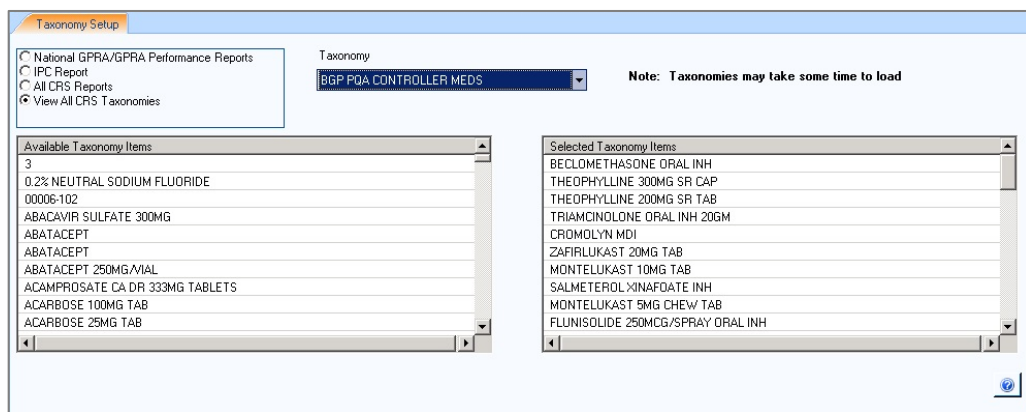 Taxonomy Setup
National GPRA/GPRA Performance Reports
IPC Report
All CRS Reports
View All CRS Taxonomies
Taxonomy
BGP PQA CONTROLLER MEDS
Note: Taxonomies may take some time to load
Available Taxonomy Items
3
0.2% NEUTRAL SODIUM FLUORIDE
00006-102
ABACAVIR SULFATE 300MG
ABATACEPT
ABATACEPT
ABATACEPT 250MG/VIAL
ACAMPROSATE CA DR 333MG TABLETS
ACARBOSE 100MG TAB
ACARBOSE 25MG TAB
Selected Taxonomy Items
BECLOMETHASONE ORAL INH
THEOPHYLLINE 300MG SR CAP
THEOPHYLLINE 200MG SR TAB
TRIAMCINOLONE ORAL INH 20GM
CROMOLYN MDI
ZAFIRLUKAST 20MG TAB
MONTELUKAST 10MG TAB
SALMETEROL XINAFOATE INH
MONTELUKAST 5MG CHEW TAB
FLUNISOLIDE 250MCG/SPRAY ORAL INH
?